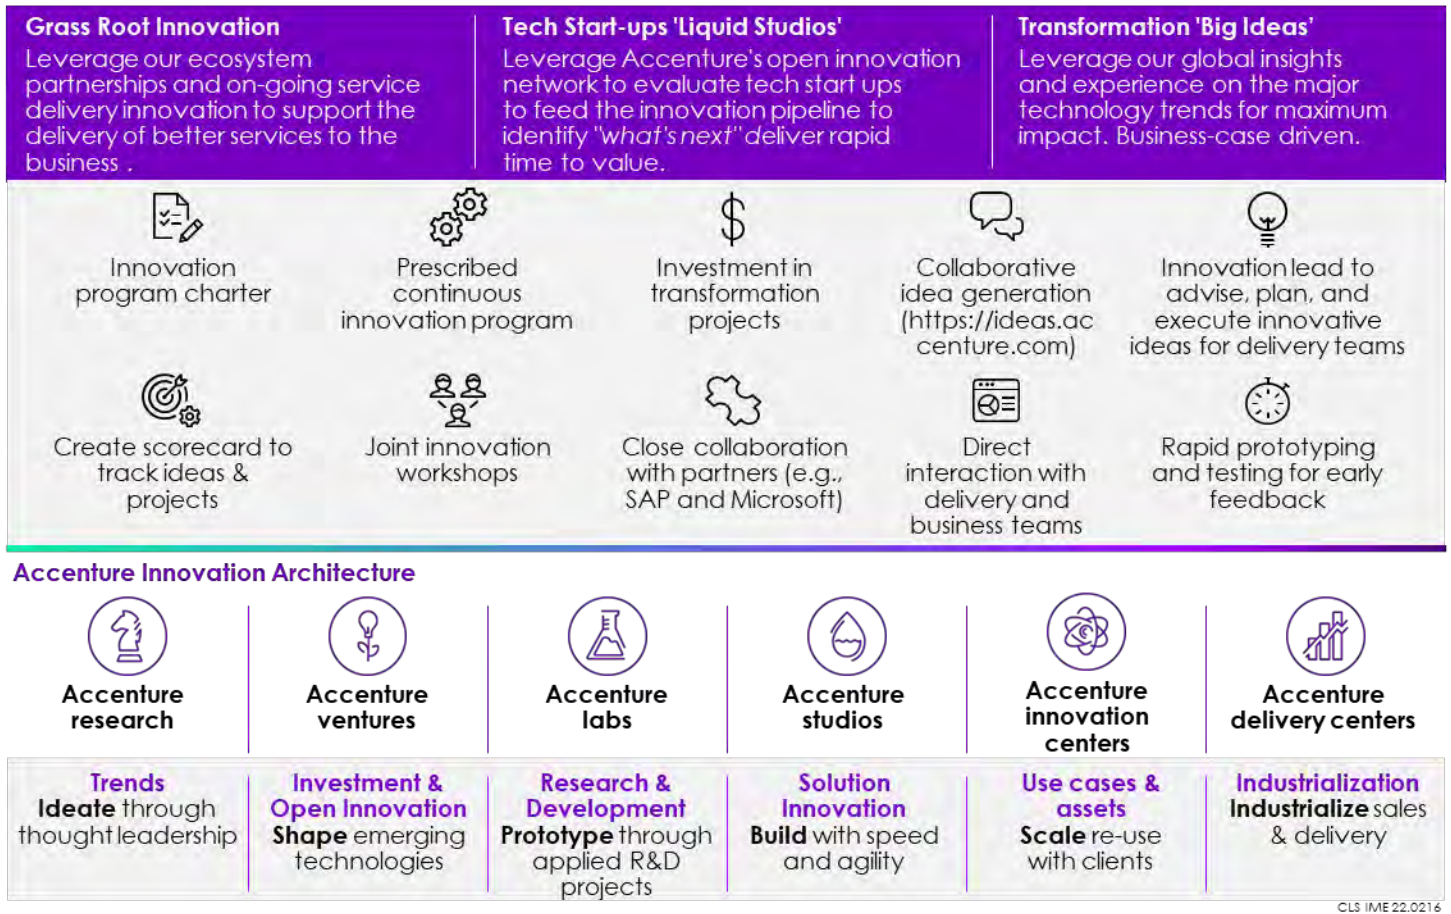 Grass Root Innovation
Leverage our ecosystem
partnerships and on-going service
delivery innovation to support the
delivery of better services to the
business .
Tech Start-ups 'Liquid Studios'
Leverage Accenture's open innovation
network to evaluate tech start ups
to feed the innovation pipeline to
identify "what's next" deliver rapid
time to value.
Transformation 'Big Ideas'
Leverage our global insights
and experience on the major
technology trends for maximum
impact. Business-case driven.
Innovation
program charter
Prescribed
continuous
innovation program
Investment in
transformation
projects
Collaborative
idea generation
(https://ideas.ac
centure.com)
Innovation lead to
advise, plan, and
execute innovative
ideas for delivery teams
Create scorecard to
track ideas &
projects
Joint innovation
workshops
Close collaboration
with partners (e.g.,
SAP and Microsoft)
Direct
interaction with
delivery and
business teams
Rapid prototyping
and testing for early
feedback
Accenture Innovation Architecture
Accenture
research
Accenture
ventures
Accenture
labs
Accenture
studios
Accenture
innovation
centers
Accenture
delivery centers
Trends
Ideate through
thought leadership
Investment &
Open Innovation
Shape emerging
technologies
Research &
Development
Prototype through
applied R&D
projects
Solution
Innovation
Build with speed
and agility
Use cases &
assets
Scale re-use
with clients
Industrialization
Industrialize sales
& delivery
CLS IME 22.0216